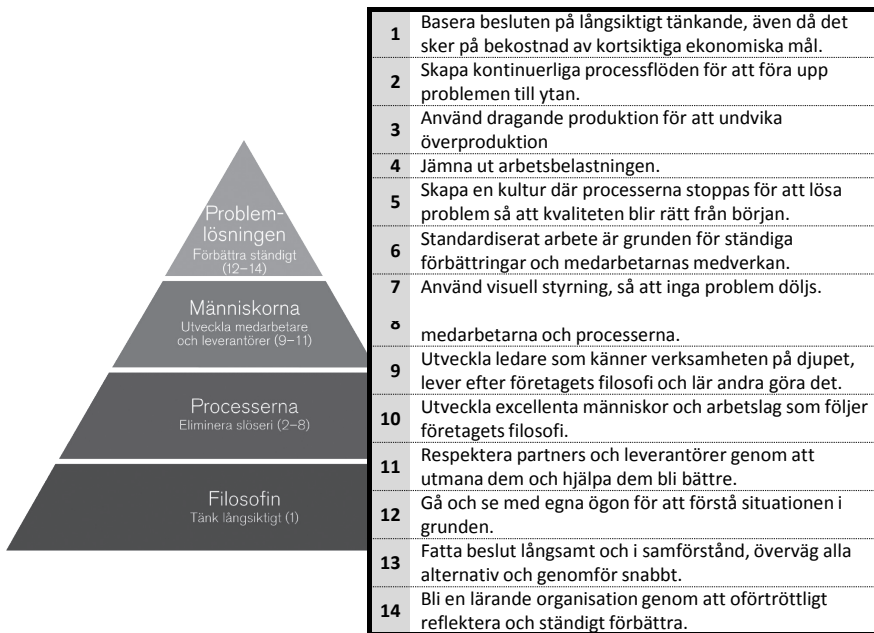 Problem-
lösningen
Förbättra ständigt
(12–14)
Människorna
Utveckla medarbetare
och leverantörer (9–11)
Processerna
Eliminera slöseri (2–8)
Filosofin
Tänk långsiktigt (1)
1 Basera besluten på långsiktigt tänkande, även då det
sker på bekostnad av kortsiktiga ekonomiska mål.
2 Skapa kontinuerliga processflöden för att föra upp
problemen till ytan.
3 Använd dragande produktion för att undvika
överproduktion
4 Jämna ut arbetsbelastningen.
5 Skapa en kultur där processerna stoppas för att lösa
problem så att kvaliteten blir rätt från början.
6 Standardiserat arbete är grunden för ständiga
förbättringar och medarbetarnas medverkan.
7 Använd visuell styrning, så att inga problem döljs.
8 medarbetarna och processerna.
9 Utveckla ledare som känner verksamheten på djupet,
lever efter företagets filosofi och lär andra göra det.
10 Utveckla excellenta människor och arbetslag som följer
företagets filosofi.
11 Respektera partners och leverantörer genom att
utmana dem och hjälpa dem bli bättre.
12 Gå och se med egna ögon för att förstå situationen i
grunden.
13 Fatta beslut långsamt och i samförstånd, överväg alla
alternativ och genomför snabbt.
14 Bli en lärande organisation genom att oförtröttligt
reflektera och ständigt förbättra.